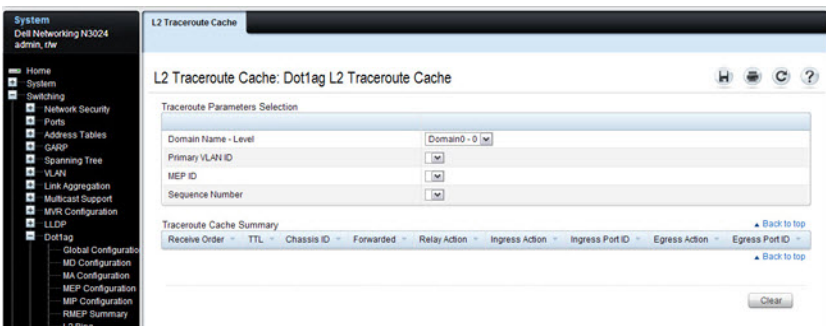 System
Dell Networking N3024
admin, r/w
Home
System
Switching
Network Security
Ports
Address Tables
GARP
Spanning Tree
VLAN
Link Aggregation
Multicast Support
MVR Configuration
LLDP
Dot1ag
Global Configuratio
MD Configuration
MA Configuration
MEP Configuration
MIP Configuration
RMEP Summary
L2 Ping
L2 Traceroute Cache
L2 Traceroute Cache: Dot1ag L2 Traceroute Cache
Traceroute Parameters Selection
Domain Name - Level Domain0 - 0
Primary VLAN ID
MEP ID
Sequence Number
Traceroute Cache Summary Back to top
Receive Order TTL Chassis ID Forwarded Relay Action Ingress Action Ingress Port ID Egress Action Egress Port ID
Back to top
Clear